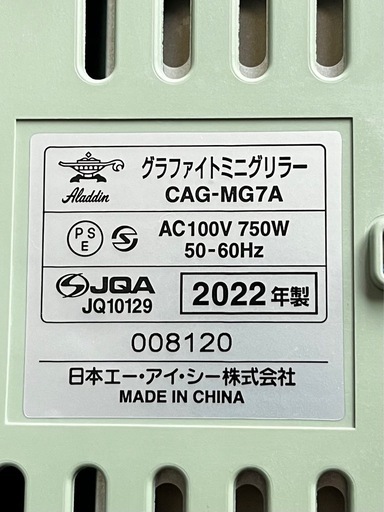 グラファイトミニグリラー
Aladdin CAG-MG7A
PSE AC100V 750W
50-60Hz
JQA
JQ10129 2022年製
008120
日本エー・アイ・シー株式会社
MADE IN CHINA